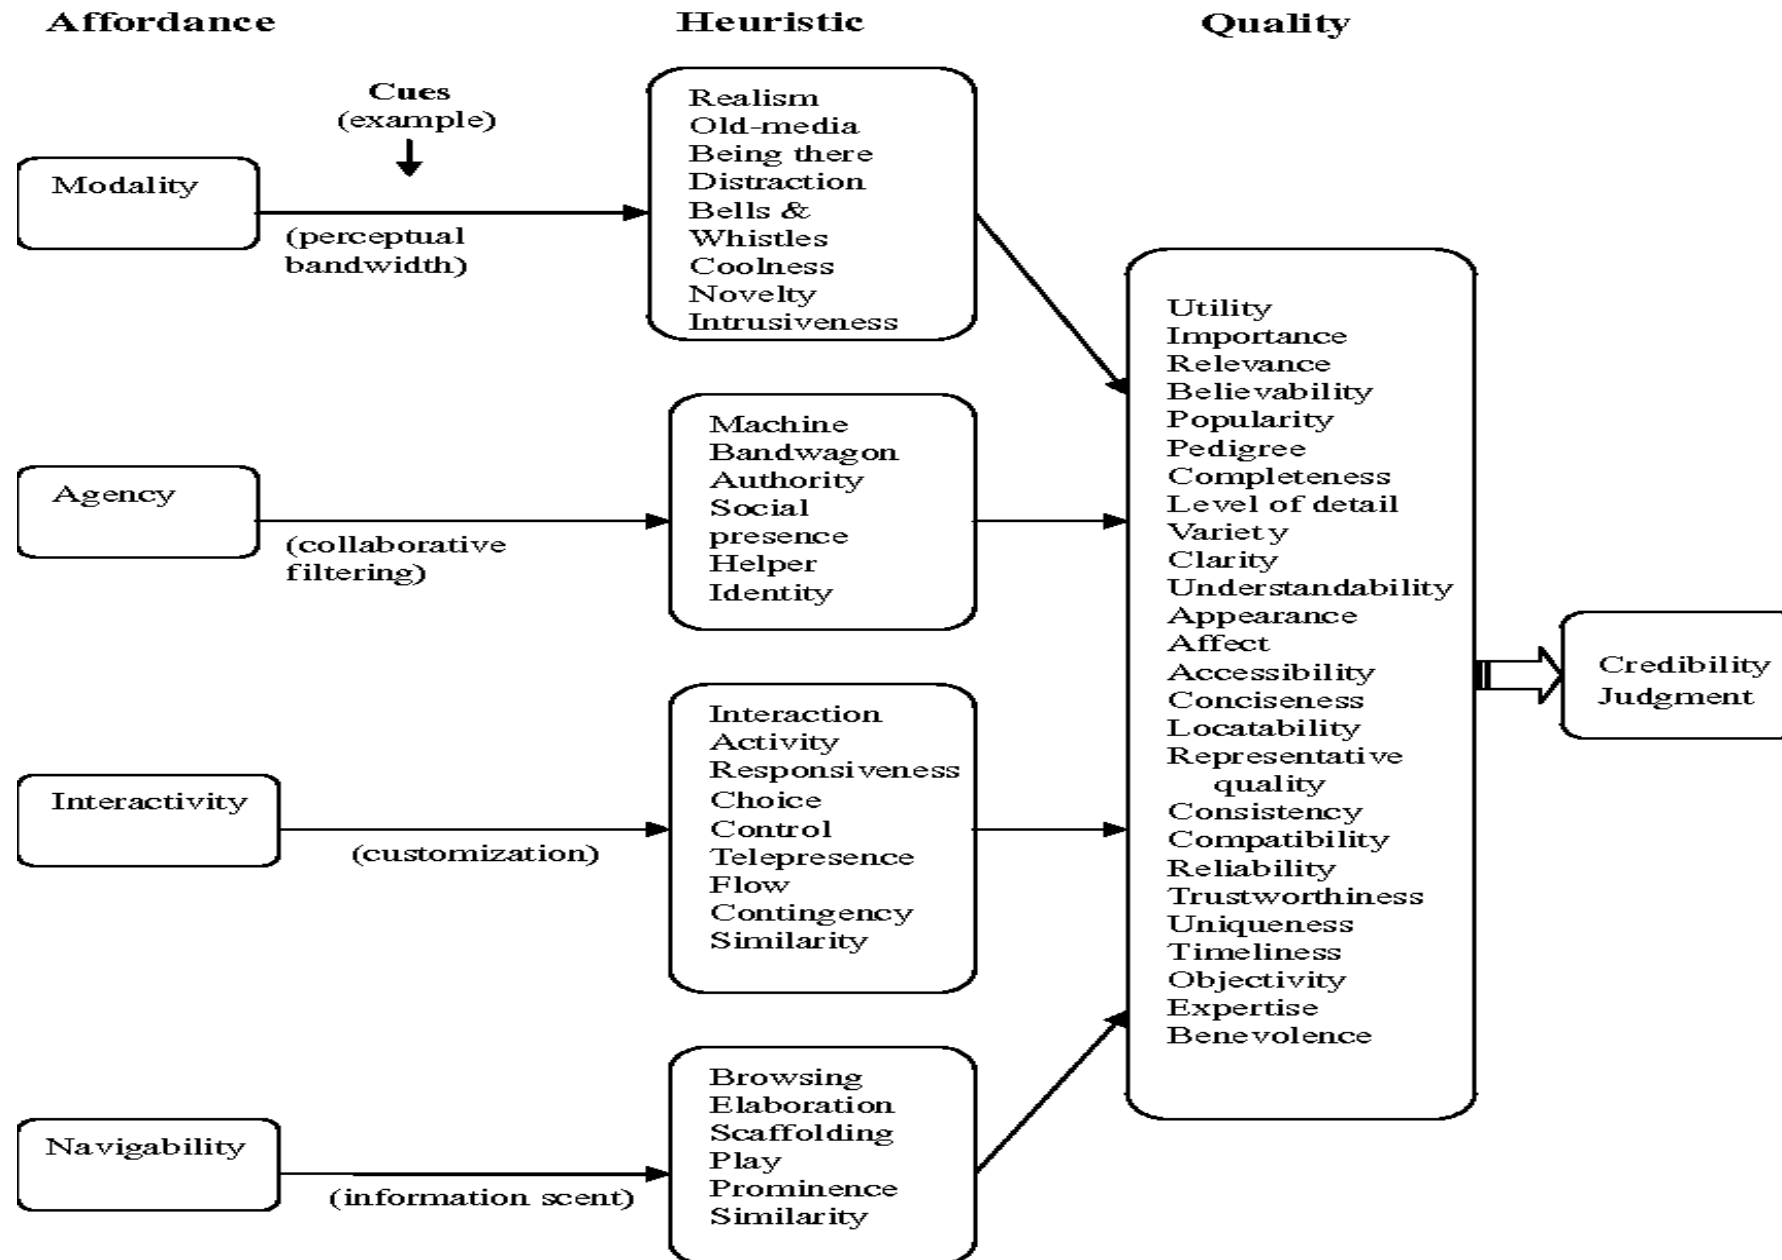 Affordance
Heuristic
Quality
Cues
(example)
Modality
(perceptual
bandwidth)
Realism
Old-media
Being there
Distraction
Bells &
Whistles
Coolness
Novelty
Intrusiveness
Agency
(collaborative
filtering)
Machine
Bandwagon
Authority
Social
presence
Helper
Identity
Interactivity
(customization)
Interaction
Activity
Responsiveness
Choice
Control
Telepresence
Flow
Contingency
Similarity
Navigability
(information scent)
Browsing
Elaboration
Scaffolding
Play
Prominence
Similarity
Utility
Importance
Relevance
Believability
Popularity
Pedigree
Completeness
Level of detail
Variety
Clarity
Understandability
Appearance
Affect
Accessibility
Conciseness
Locatability
Representative
quality
Consistency
Compatibility
Reliability
Trustworthiness
Uniqueness
Timeliness
Objectivity
Expertise
Benevolence
Credibility
Judgment